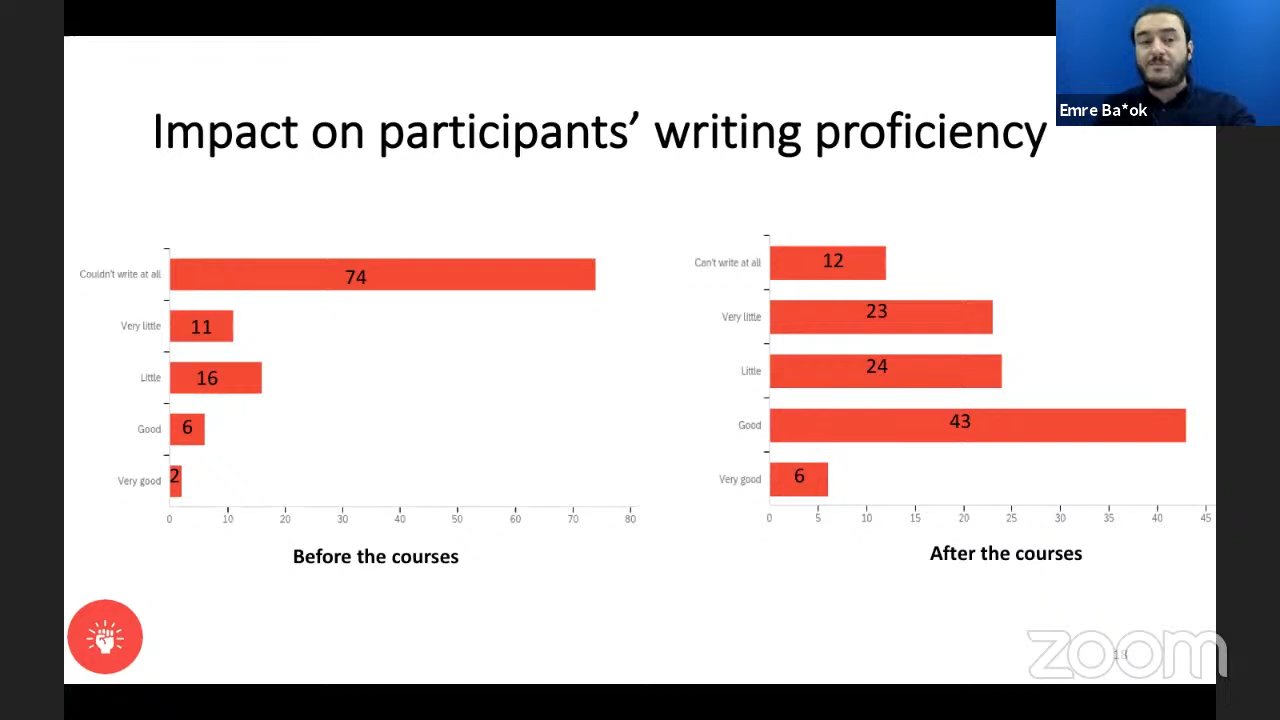 Emre Ba*ok
Impact on participants’ writing proficiency
Couldn't write at all
74
Very little
11
Little
16
Good
6
Very good
2
0 10 20 30 40 50 60 70 80
Before the courses
Can't write at all
12
Very little
23
Little
24
Good
43
Very good
6
0 5 10 15 20 25 30 35 40 45
After the courses
zoom
18